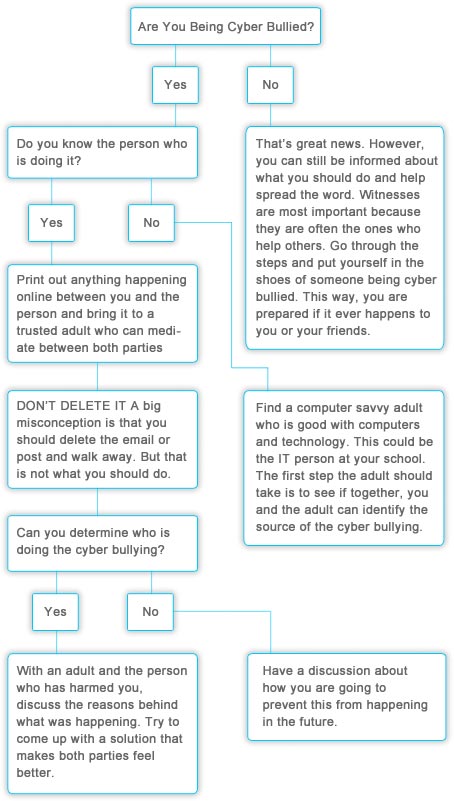 Are You Being Cyber Bullied?
Yes
No
Do you know the person who
is doing it?
That's great news. However,
you can still be informed about
what you should do and help
spread the word. Witnesses
are most important because
they are often the ones who
help others. Go through the
steps and put yourself in the
shoes of someone being cyber
bullied. This way, you are
prepared if it ever happens to
you or your friends.
Yes
No
Print out anything happening
online between you and the
person and bring it to a
trusted adult who can medi-
ate between both parties
DON'T DELETE IT A big
misconception is that you
should delete the email or
post and walk away. But that
is not what you should do.
Find a computer savvy adult
who is good with computers
and technology. This could be
the IT person at your school.
The first step the adult should
take is to see if together, you
and the adult can identify the
source of the cyber bullying.
Can you determine who is
doing the cyber bullying?
Yes
No
With an adult and the person
who has harmed you,
discuss the reasons behind
what was happening. Try to
come up with a solution that
makes both parties feel
better.
Have a discussion about
how you are going to
prevent this from happening
in the future.